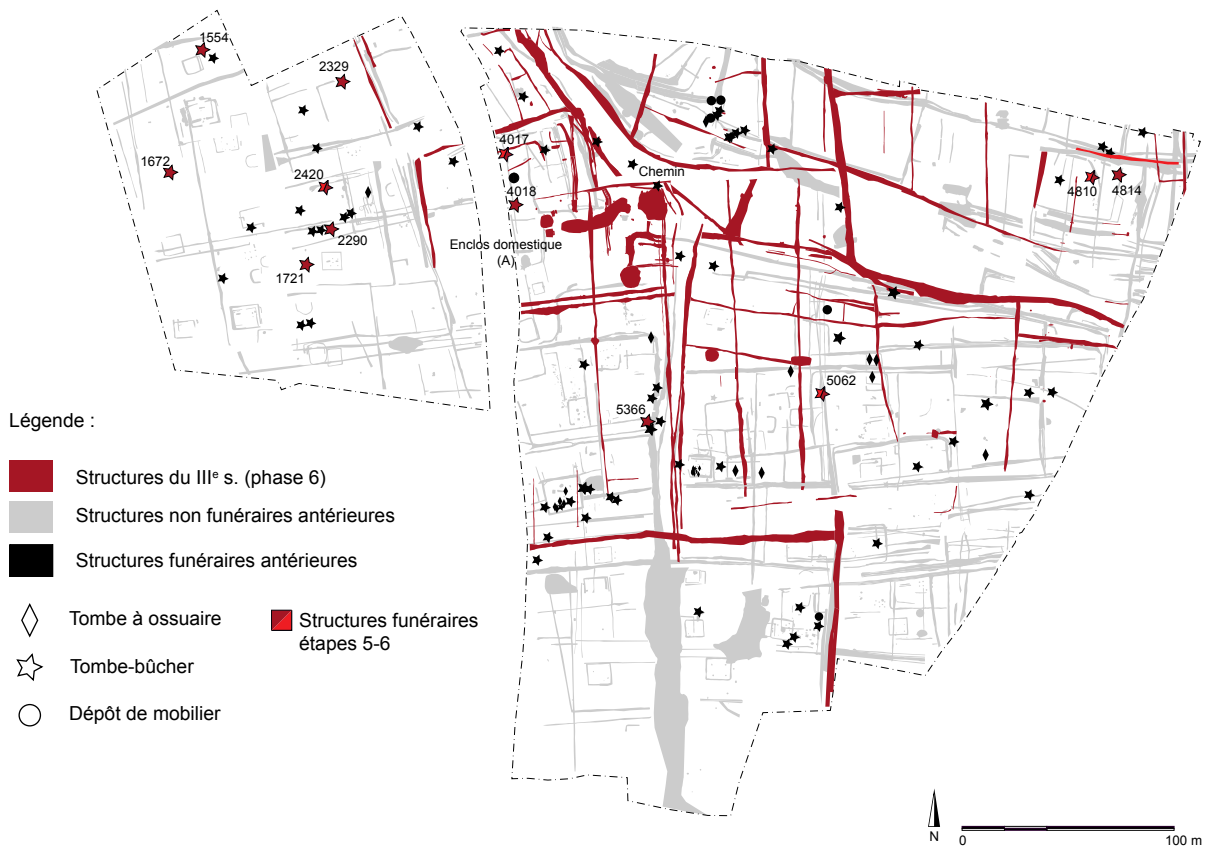 1554
2329
1672
2420
2290
1721
4017
4018
Chemin
Enclos domestique
(A)
4810
4814
5062
5366
Légende :
Structures du IIIe s. (phase 6)
Structures non funéraires antérieures
Structures funéraires antérieures
Tombe à ossuaire
Structures funéraires
étapes 5-6
Tombe-bûcher
Dépôt de mobilier
N
0
100 m